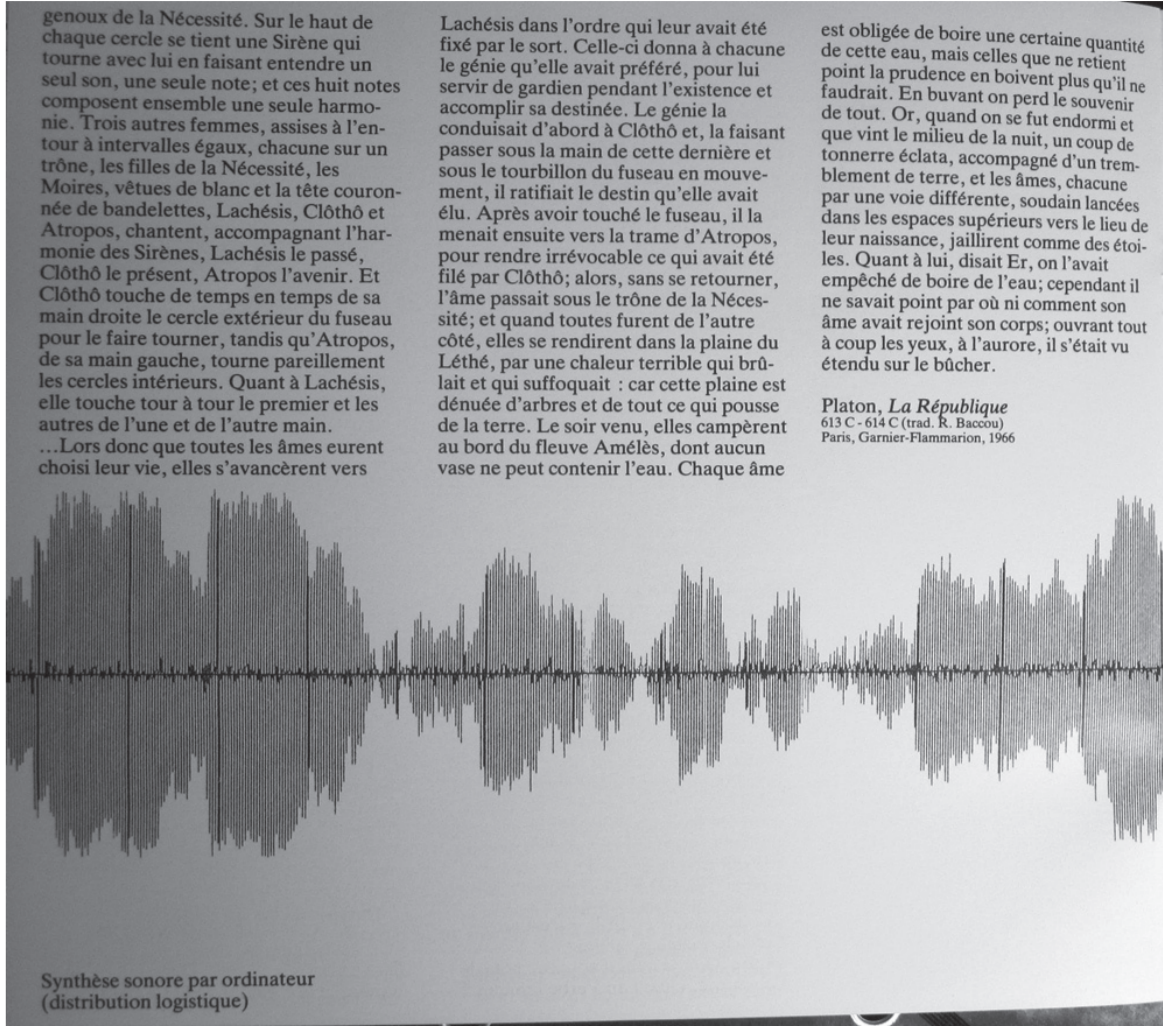 genoux de la Nécessité. Sur le haut de
chaque cercle se tient une Sirène qui
tourne avec lui en faisant entendre un
seul son, une seule note; et ces huit notes
composent ensemble une seule harmo-
nie. Trois autres femmes, assises à l'en-
tour à intervalles égaux, chacune sur un
trône, les filles de la Nécessité, les
Moires, vêtues de blanc et la tête couron-
née de bandelettes, Lachésis, Clôthô et
Atropos, chantent, accompagnant l'har-
monie des Sirènes, Lachésis le passé,
Clôthô le présent, Atropos l'avenir. Et
Clôthô touche de temps en temps de sa
main droite le cercle extérieur du fuseau
pour le faire tourner, tandis qu'Atropos,
de sa main gauche, tourne pareillement
les cercles intérieurs. Quant à Lachésis,
elle touche tour à tour le premier et les
autres de l'une et de l'autre main.
...Lors donc que toutes les âmes eurent
choisi leur vie, elles s'avancèrent vers
Lachésis dans l'ordre qui leur avait été
fixé par le sort. Celle-ci donna à chacune
le génie qu'elle avait préféré, pour lui
servir de gardien pendant l'existence et
accomplir sa destinée. Le génie la
conduisait d'abord à Clôthô et, la faisant
passer sous la main de cette dernière et
sous le tourbillon du fuseau en mouve-
ment, il ratifiait le destin qu'elle avait
élu. Après avoir touché le fuseau, il la
menait ensuite vers la trame d'Atropos,
pour rendre irrévocable ce qui avait été
filé par Clôthô; alors, sans se retourner,
l'âme passait sous le trône de la Néces-
sité; et quand toutes furent de l'autre
côté, elles se rendirent dans la plaine du
Léthé, par une chaleur terrible qui brû-
lait et qui suffoquait : car cette plaine est
dénuée d'arbres et de tout ce qui pousse
de la terre. Le soir venu, elles campèrent
au bord du fleuve Amélès, dont aucun
vase ne peut contenir l'eau. Chaque âme
est obligée de boire une certaine quantité
de cette eau, mais celles que ne retient
point la prudence en boivent plus qu'il ne
faudrait. En buvant on perd le souvenir
de tout. Or, quand on se fut endormi et
que vint le milieu de la nuit, un coup de
tonnerre éclata, accompagné d'un trem-
blement de terre, et les âmes, chacune
par une voie différente, soudain lancées
dans les espaces supérieurs vers le lieu de
leur naissance, jaillirent comme des étoi-
les. Quant à lui, disait Er, on l'avait
empêché de boire de l'eau; cependant il
ne savait point par où ni comment son
âme avait rejoint son corps; ouvrant tout
à coup les yeux, à l'aurore, il s'était vu
étendu sur le bûcher.
Platon, La République
613 C - 614 C (trad. R. Baccou)
Paris, Garnier-Flammarion, 1966
Synthèse sonore par ordinateur
(distribution logistique)